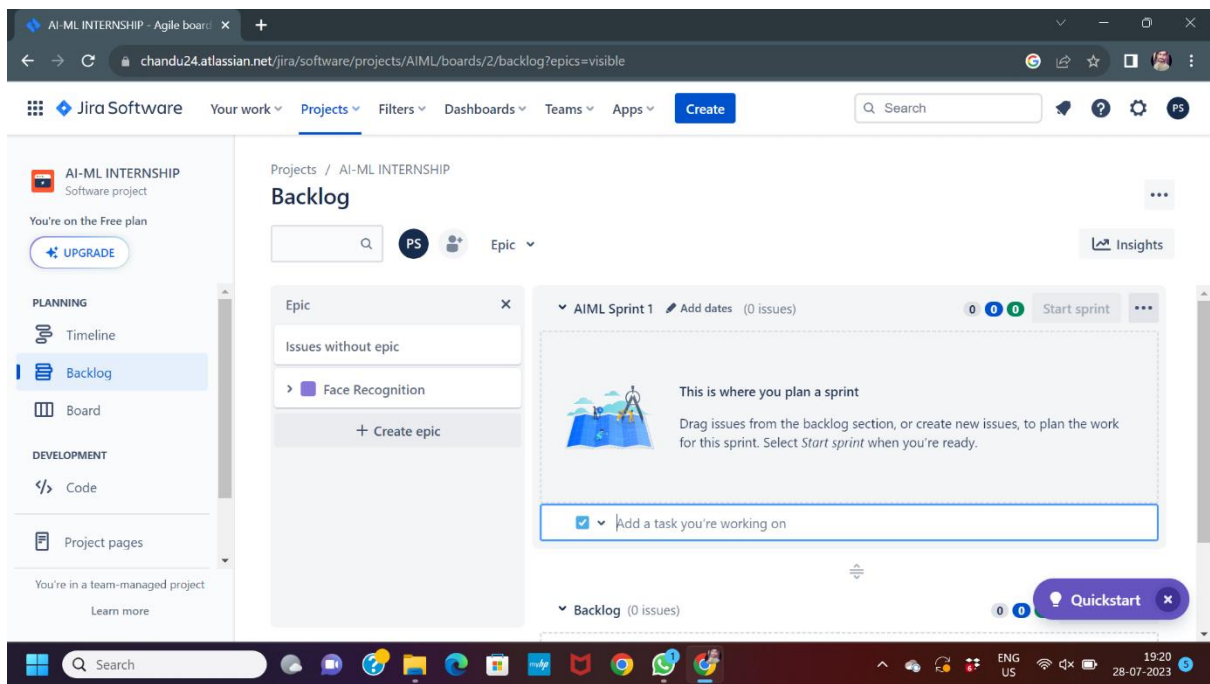 AI-ML INTERNSHIP - Agile board
chandu24.atlassian.net/jira/software/projects/AIML/boards/2/backlog?epics=visible
Jira Software Your work Projects Filters Dashboards Teams Apps Create Search PS
AI-ML INTERNSHIP
Software project
You're on the Free plan
UPGRADE
PLANNING
Timeline
Backlog
Board
DEVELOPMENT
Code
Project pages
You're in a team-managed project
Learn more
Projects / AI-ML INTERNSHIP
Backlog
PS Epic Insights
Epic
Issues without epic
Face Recognition
+ Create epic
AIML Sprint 1 Add dates (0 issues) 0 0 0 Start sprint
This is where you plan a sprint
Drag issues from the backlog section, or create new issues, to plan the work
for this sprint. Select Start sprint when you're ready.
Add a task you're working on
Backlog (0 issues) 0 0
Quickstart
Search
myhp
1
ENG
US
19:20
28-07-2023
5